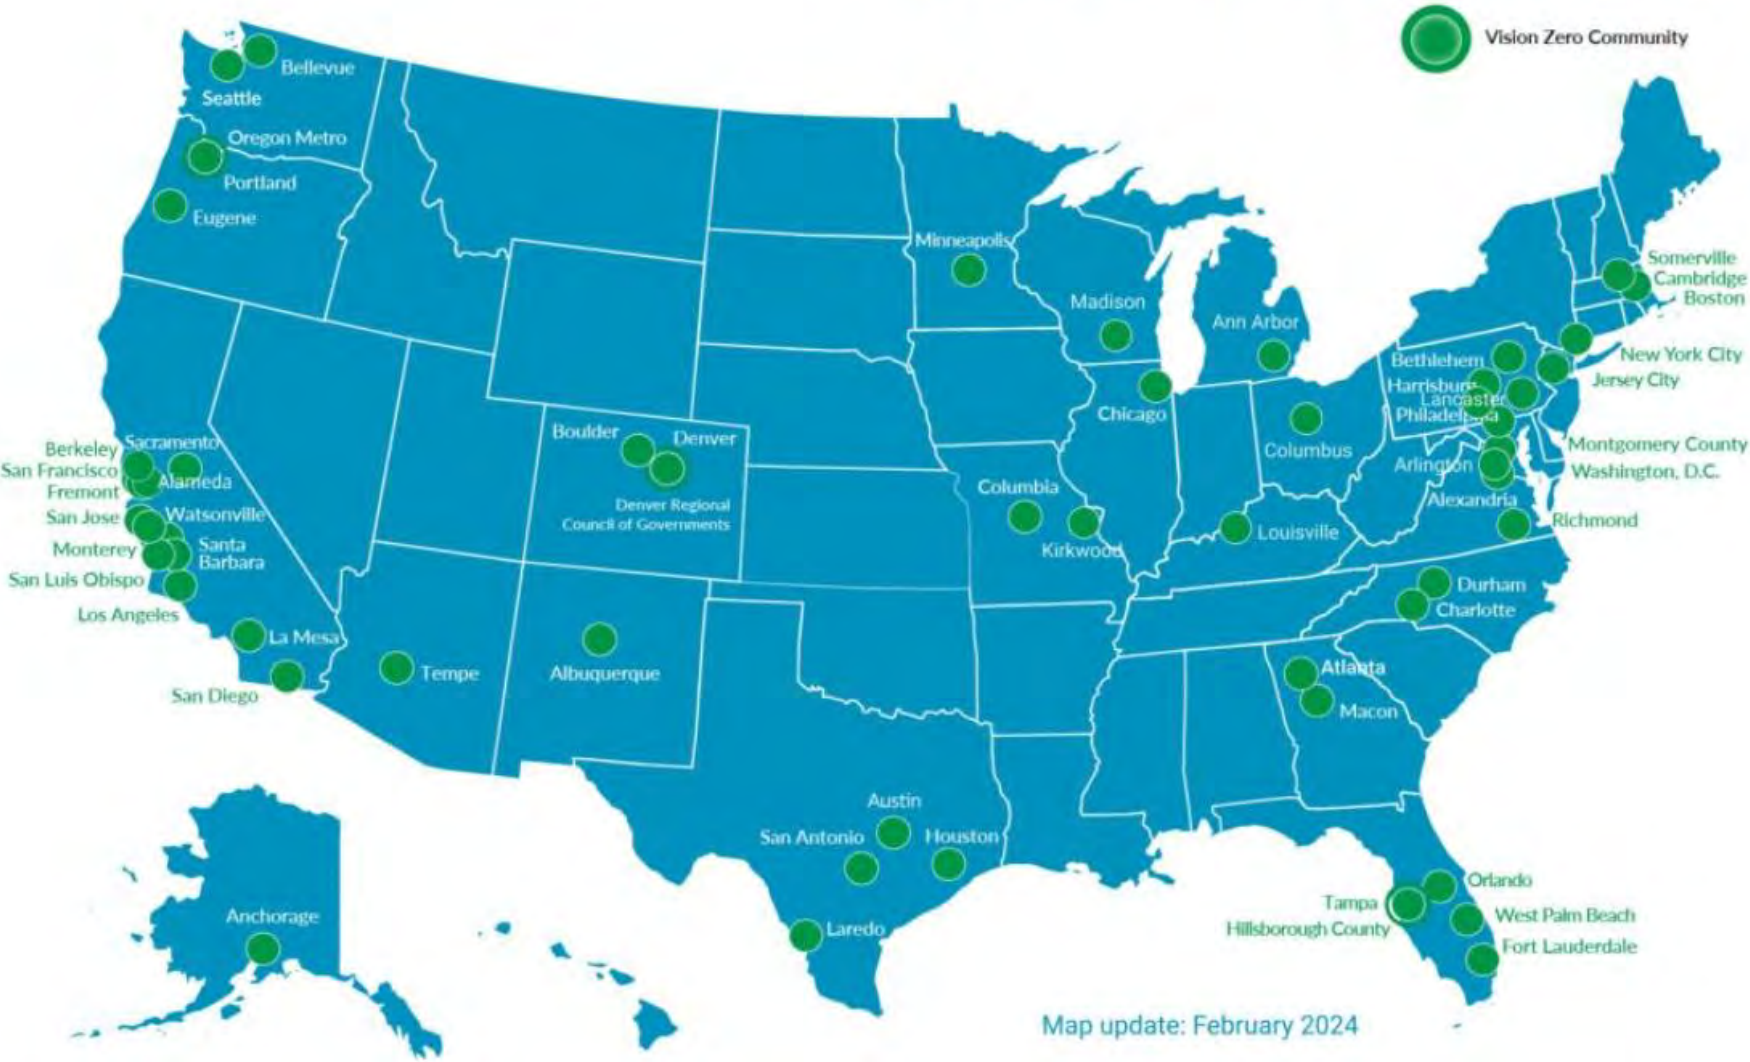 Vision Zero Community
Bellevue
Seattle
Oregon Metro
Portland
Eugene
Minneapolis
Madison
Ann Arbor
Somerville
Cambridge
Boston
New York City
Jersey City
Bethlehem
Harrisburg
Lancaster
Philadelphia
Chicago
Columbus
Montgomery County
Washington, D.C.
Arlington
Alexandria
Richmond
Berkeley
Sacramento
San Francisco
Alameda
Fremont
San Jose
Watsonville
Monterey
Santa
Barbara
San Luis Obispo
Los Angeles
La Mesa
San Diego
Boulder
Denver
Denver Regional
Council of Governments
Columbia
Kirkwood
Louisville
Durham
Charlotte
Tempe
Albuquerque
Atlanta
Macon
Austin
San Antonio
Houston
Laredo
Anchorage
Orlando
Tampa
West Palm Beach
Hillsborough County
Fort Lauderdale
Map update: February 2024